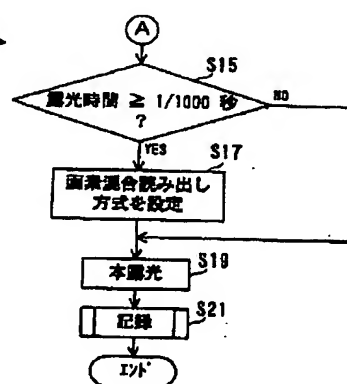 A
S15
露光時間 ≧ 1/1000 秒
?
NO
YES
S17
画素混合読み出し
方式を設定
本露光
S19
記録
S21
エンド